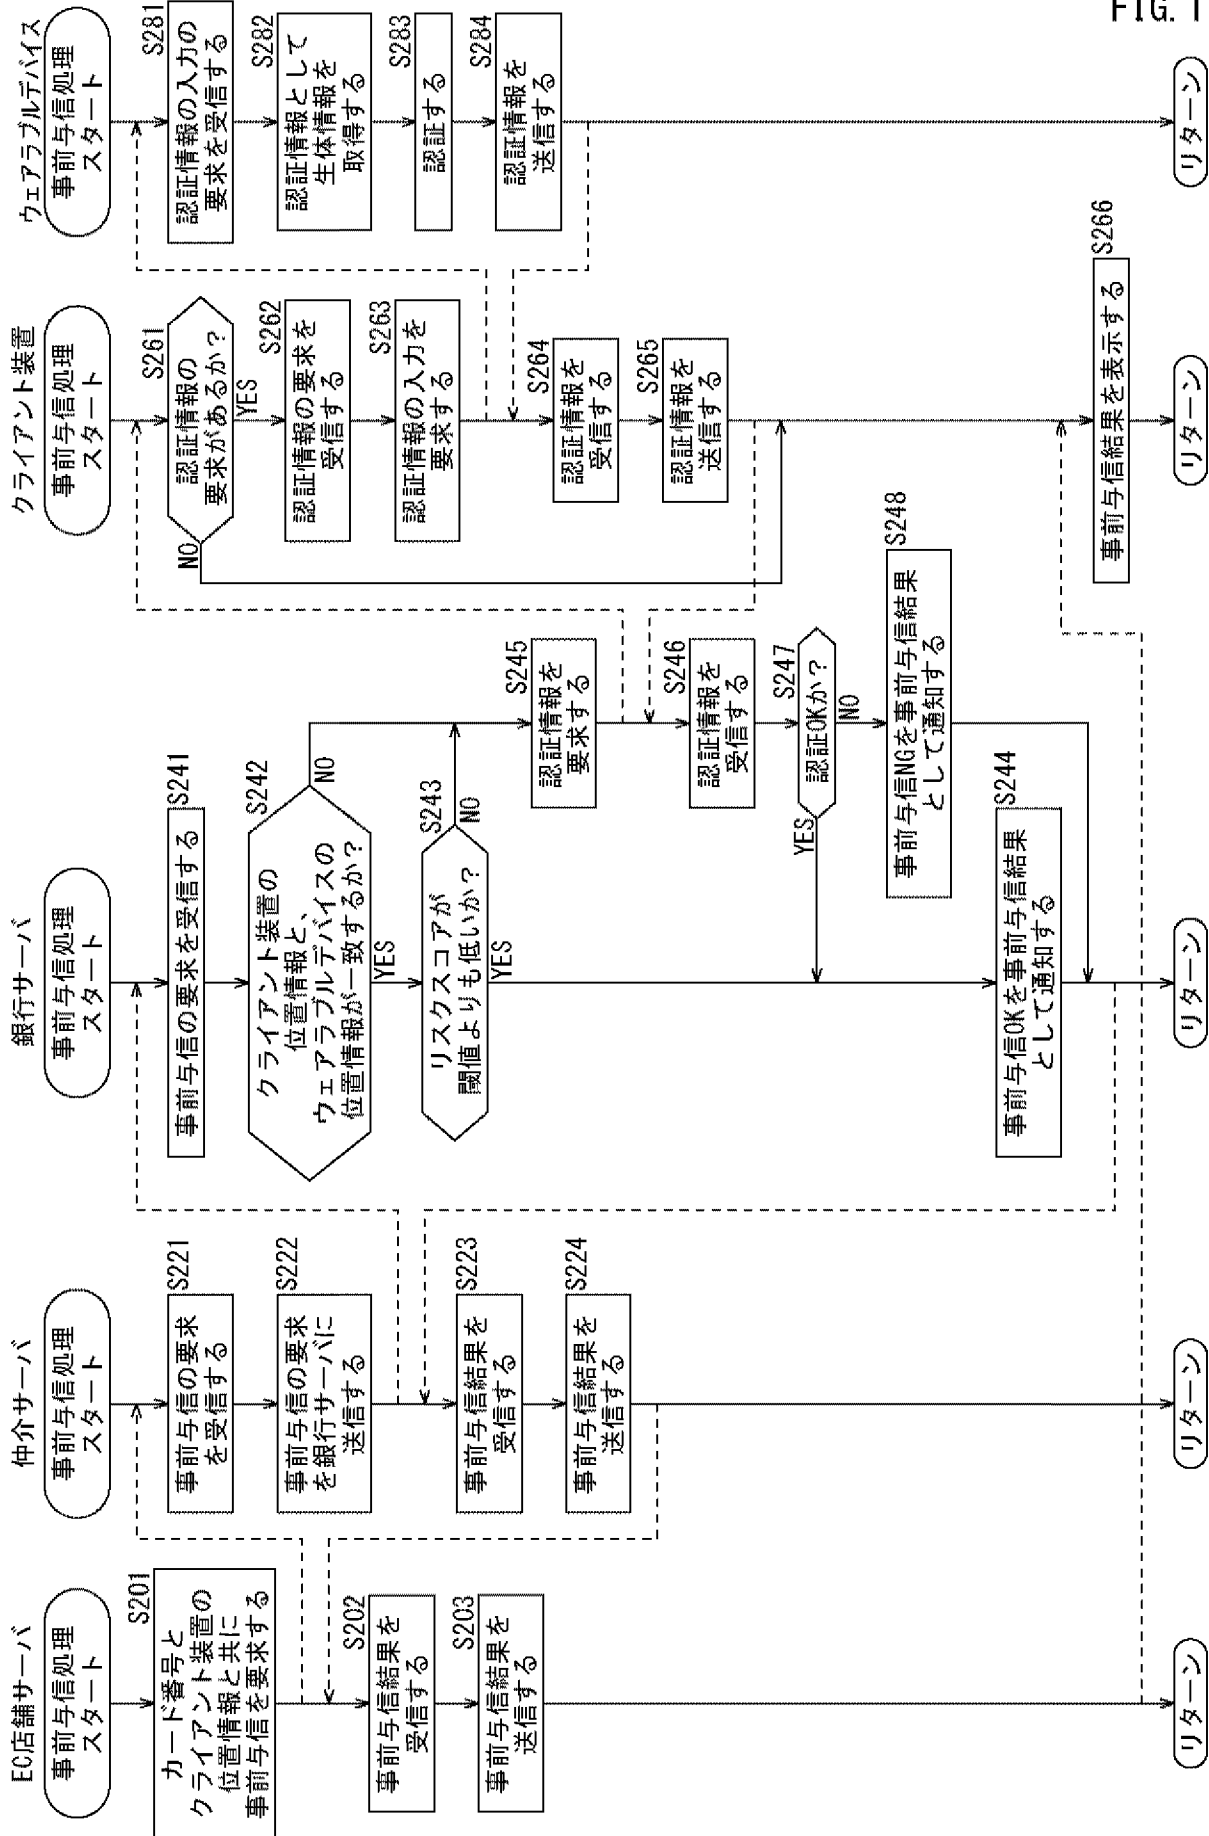 FIG. 1
EC店舗サーバ
事前与信処理
スタート
S201
カード番号と
クライアント装置の
位置情報と共に
事前与信を要求する
S202
事前与信結果を
受信する
S203
事前与信結果を
送信する
リターン
仲介サーバ
事前与信処理
スタート
S221
事前与信の要求
を受信する
S222
事前与信の要求
を銀行サーバに
送信する
S223
事前与信結果を
受信する
S224
事前与信結果を
送信する
リターン
銀行サーバ
事前与信処理
スタート
S241
事前与信の要求を受信する
S242
クライアント装置の
位置情報と、
ウェアラブルデバイスの
位置情報が一致するか?
NO
YES
S243
リスクスコアが
閾値よりも低いか?
NO
YES
S245
認証情報を
要求する
S246
認証情報を
受信する
S247
認証OKか?
YES
NO
S248
事前与信NGを事前与信結果
として通知する
S244
事前与信OKを事前与信結果
として通知する
リターン
クライアント装置
事前与信処理
スタート
S261
認証情報の
要求があるか?
NO
YES
S262
認証情報の要求を
受信する
S263
認証情報の入力を
要求する
S264
認証情報を
受信する
S265
認証情報を
送信する
S266
事前与信結果を表示する
リターン
ウェアラブルデバイス
事前与信処理
スタート
S281
認証情報の入力の
要求を受信する
S282
認証情報として
生体情報を
取得する
S283
認証する
S284
認証情報を
送信する
リターン